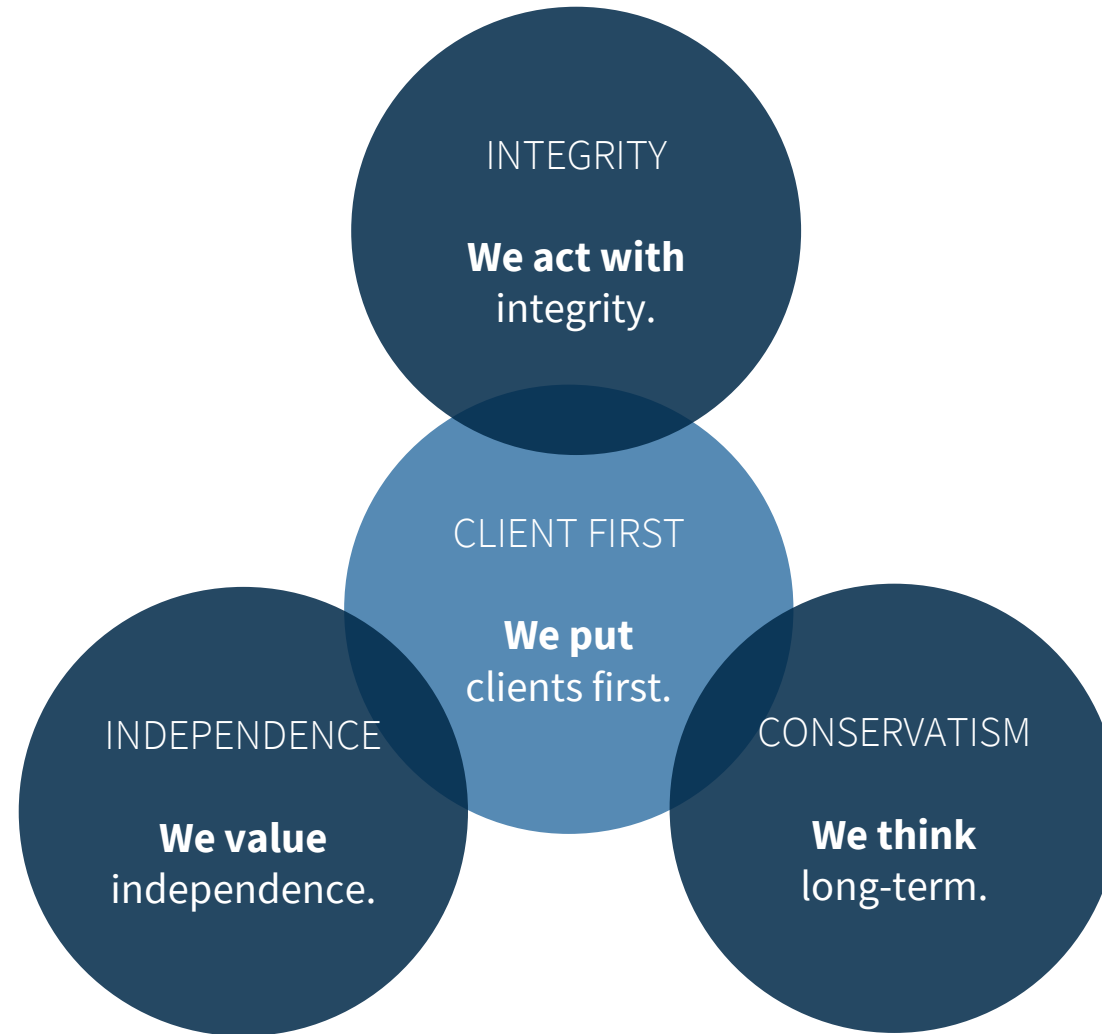 INTEGRITY
We act with
integrity.
CLIENT FIRST
We put
clients first.
INDEPENDENCE
We value
independence.
CONSERVATISM
We think
long-term.